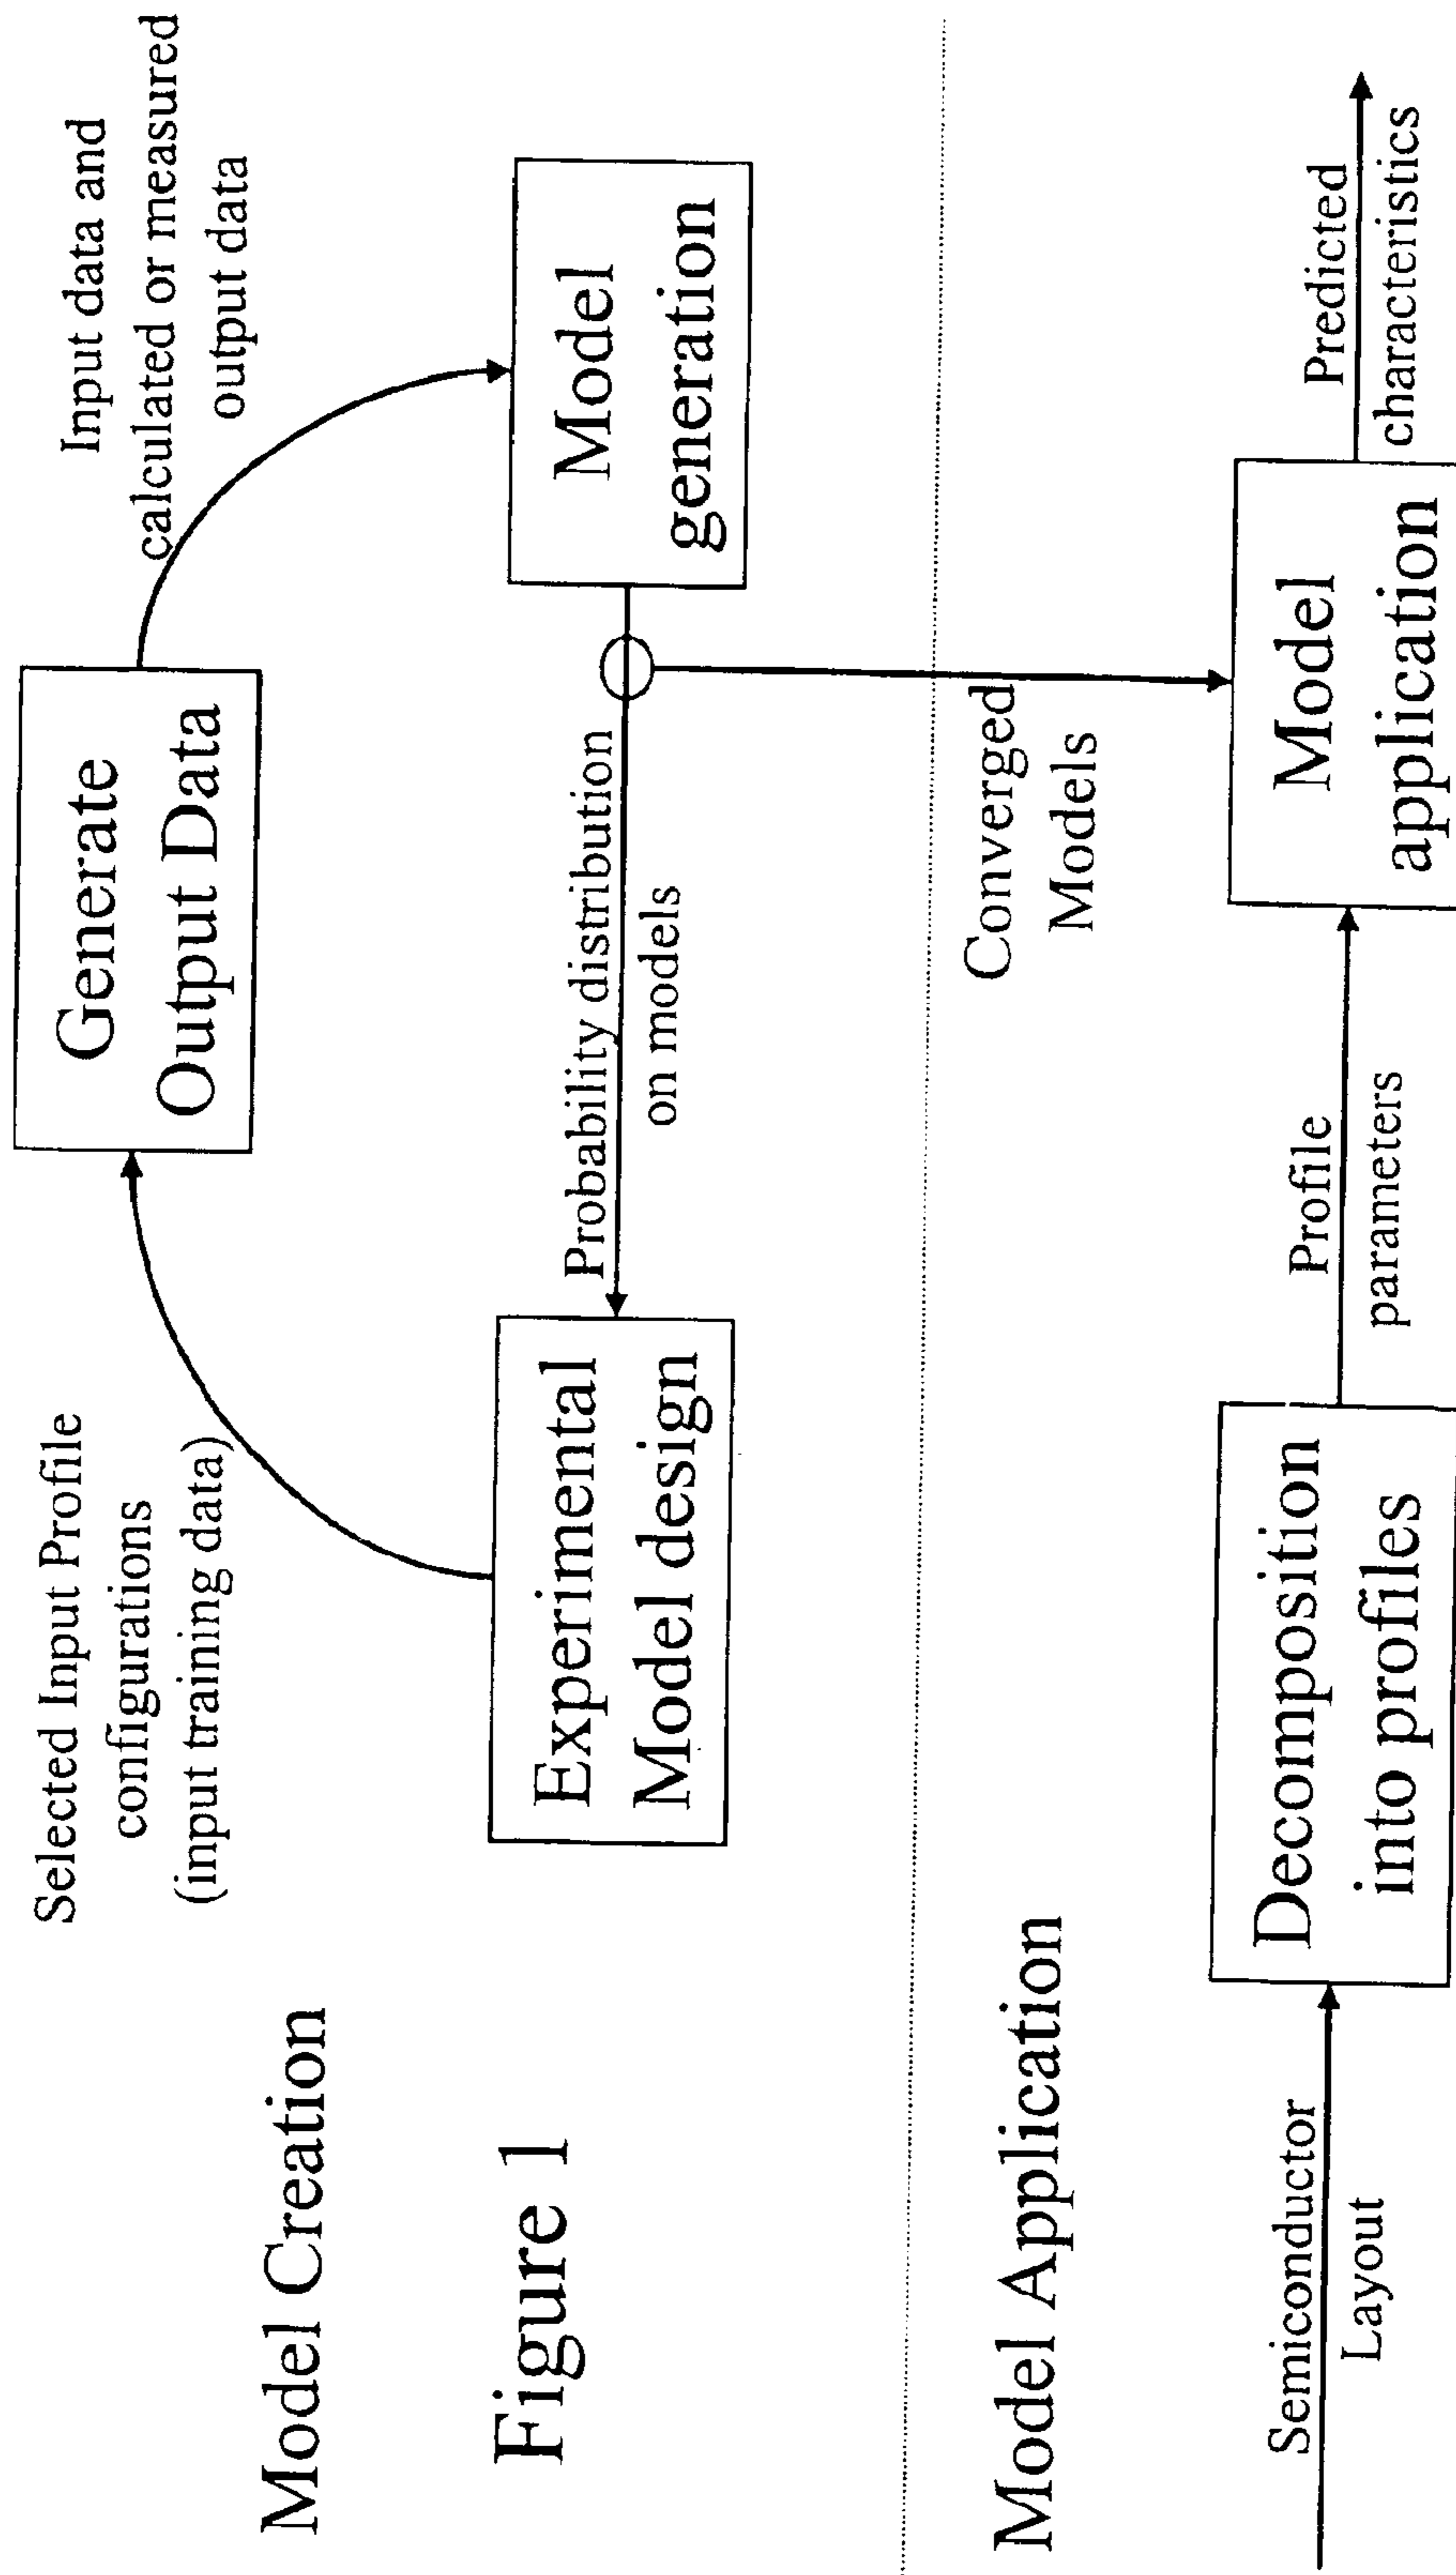 Model Creation
Figure 1
Selected Input Profile
configurations
(input training data)
Generate
Output Data
Input data and
calculated or measured
output data
Experimental
Model design
Probability distribution
on models
Model
generation
Converged
Models
Model Application
Semiconductor
Layout
Decomposition
into profiles
Profile
parameters
Model
application
Predicted
characteristics